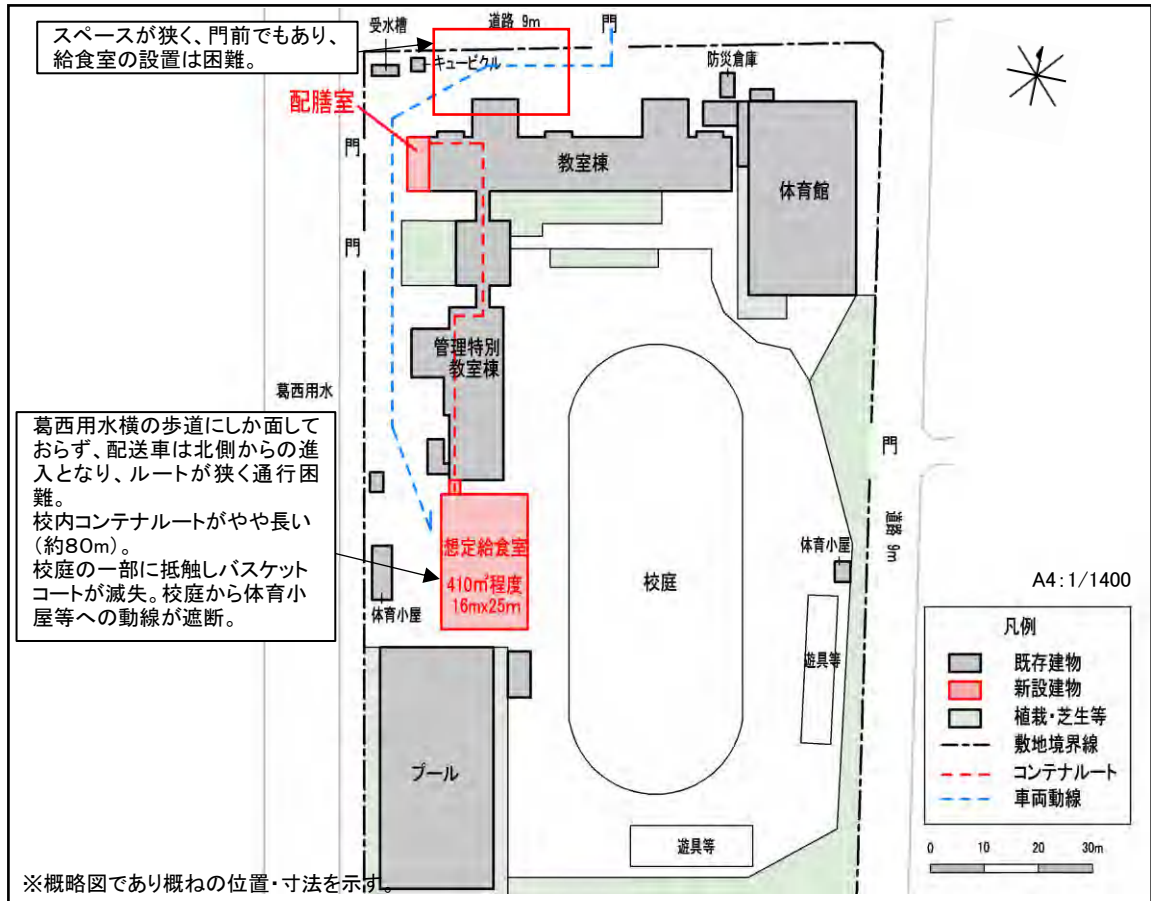 スペースが狭く、門前でもあり、
給食室の設置は困難。
受水槽
道路 9m
門
キュービクル
防災倉庫
配膳室
門
教室棟
体育館
門
管理特別
教室棟
葛西用水
葛西用水横の歩道にしか面して
おらず、配送車は北側からの進
入となり、ルートが狭く通行困
難。
校内コンテナルートがやや長い
(約80m)。
校庭の一部に抵触しバスケット
コートが滅失。校庭から体育小
屋等への動線が遮断。
門
道路 9m
想定給食室
410㎡程度
16mx25m
体育小屋
校庭
体育小屋
遊具等
プール
遊具等
A4:1/1400
凡例
既存建物
新設建物
植栽・芝生等
敷地境界線
コンテナルート
車両動線
0 10 20 30m
※概略図であり概ねの位置・寸法を示す。